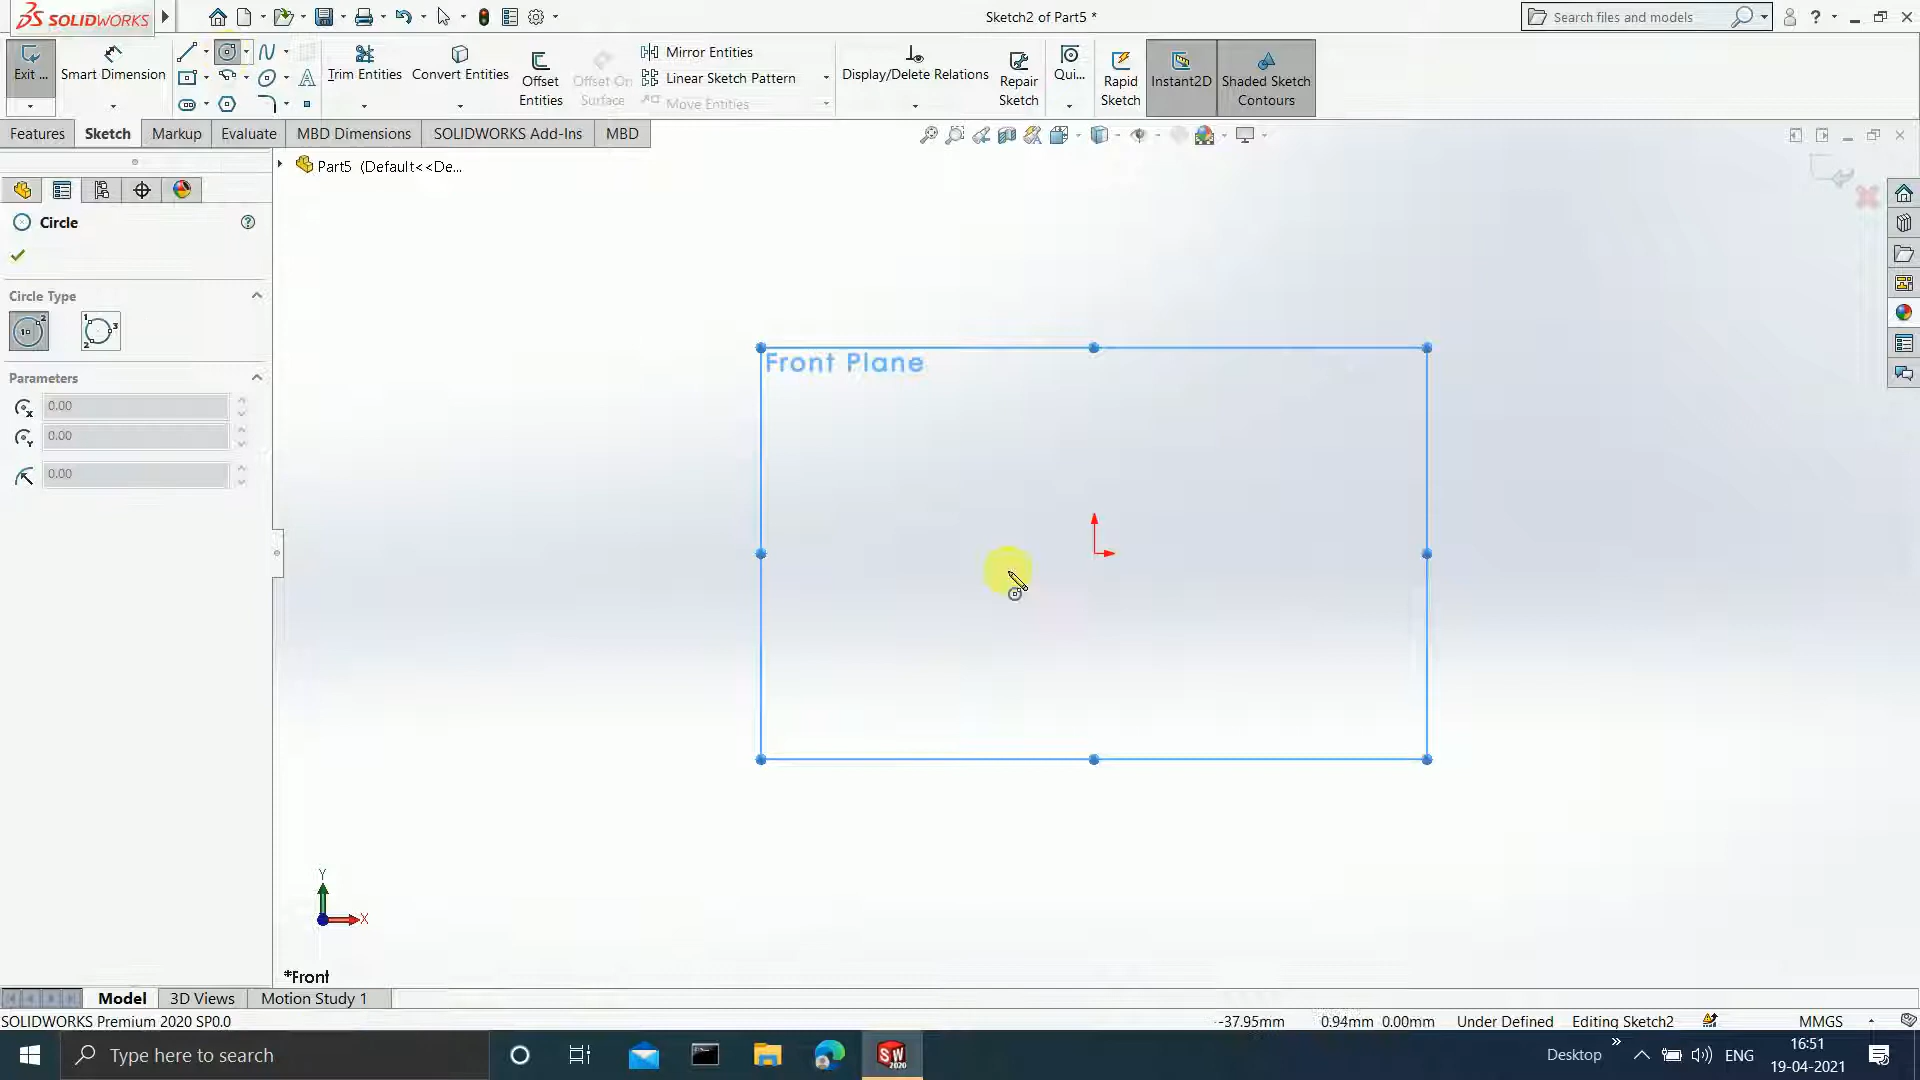 SOLIDWORKS
Sketch2 of Part5 *
Search files and models
Exit ...
Smart Dimension
Trim Entities
Convert Entities
Offset
Entities
Offset On
Surface
Mirror Entities
Linear Sketch Pattern
Move Entities
Display/Delete Relations
Repair
Sketch
Qui...
Rapid
Sketch
Instant2D
Shaded Sketch
Contours
Features
Sketch
Markup
Evaluate
MBD Dimensions
SOLIDWORKS Add-Ins
MBD
Part5 (Default<<De...
Circle
Circle Type
Parameters
0.00
0.00
0.00
Front Plane
Y
X
*Front
Model
3D Views
Motion Study 1
SOLIDWORKS Premium 2020 SP0.0
-37.95mm
0.94mm 0.00mm
Under Defined
Editing Sketch2
MMGS
Type here to search
SW
2020
Desktop
ENG
16:51
19-04-2021